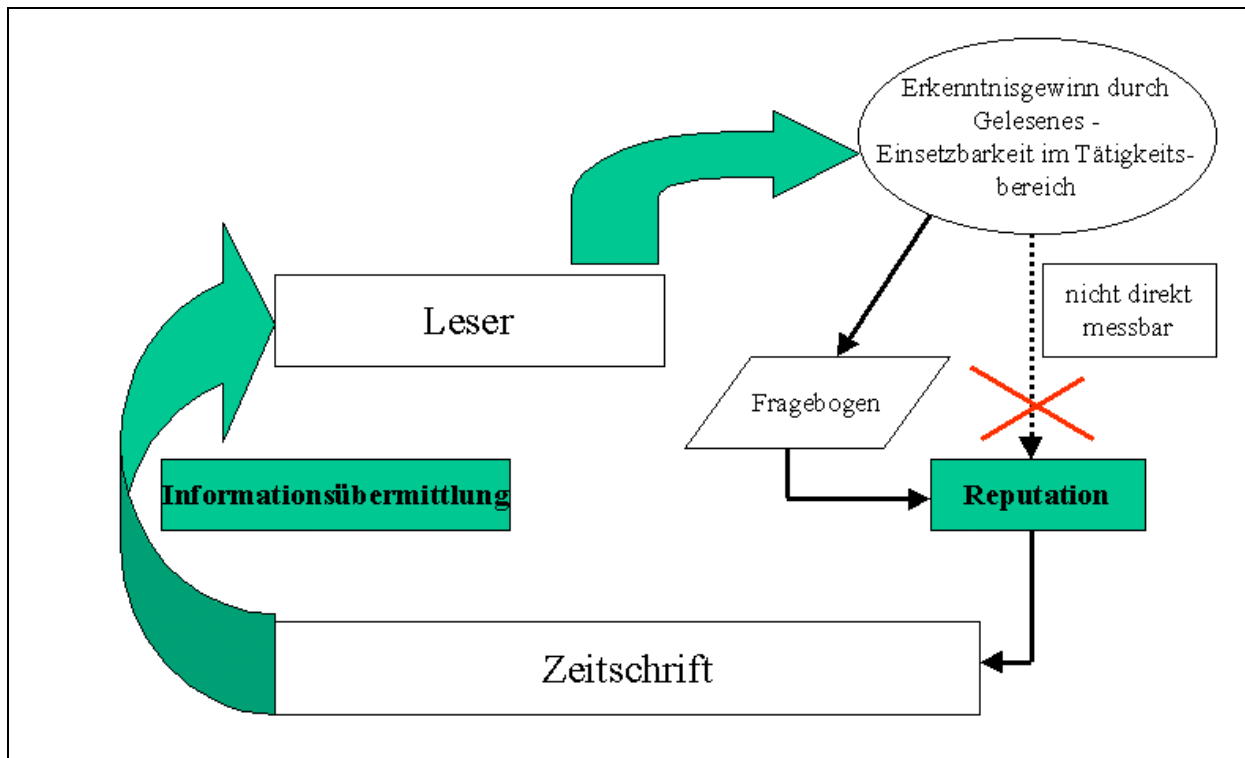 Erkenntnisgewinn durch
Gelesenes -
Einsetzbarkeit im Tätigkeits-
bereich
Leser
nicht direkt
messbar
Fragebogen
Informationsübermittlung
Reputation
Zeitschrift